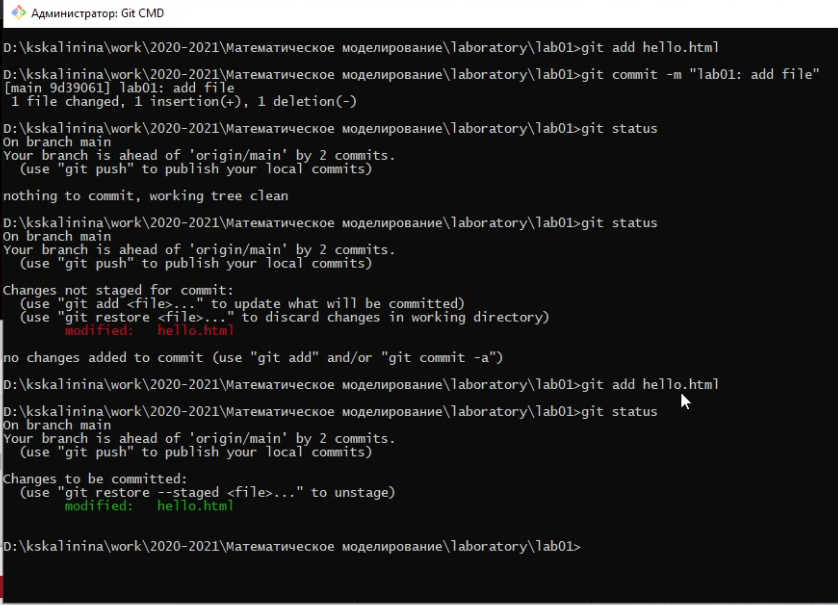 Администратор: Git CMD
D:\kskalinina\work\2020-2021\Математическое моделирование\laboratory\lab01>git add hello.html
D:\kskalinina\work\2020-2021\Математическое моделирование\laboratory\lab01>git commit -m "lab01: add file"
[main 9d39061] lab01: add file
1 file changed, 1 insertion(+), 1 deletion(-)
D:\kskalinina\work\2020-2021\Математическое моделирование\laboratory\lab01>git status
On branch main
Your branch is ahead of 'origin/main' by 2 commits.
(use "git push" to publish your local commits)
nothing to commit, working tree clean
D:\kskalinina\work\2020-2021\Математическое моделирование\laboratory\lab01>git status
On branch main
Your branch is ahead of 'origin/main' by 2 commits.
(use "git push" to publish your local commits)
Changes not staged for commit:
(use "git add <file>..." to update what will be committed)
(use "git restore <file>..." to discard changes in working directory)
modified: hello.html
no changes added to commit (use "git add" and/or "git commit -a")
D:\kskalinina\work\2020-2021\Математическое моделирование\laboratory\lab01>git add hello.html
D:\kskalinina\work\2020-2021\Математическое моделирование\laboratory\lab01>git status
On branch main
Your branch is ahead of 'origin/main' by 2 commits.
(use "git push" to publish your local commits)
Changes to be committed:
(use "git restore --staged <file>..." to unstage)
modified: hello.html
D:\kskalinina\work\2020-2021\Математическое моделирование\laboratory\lab01>